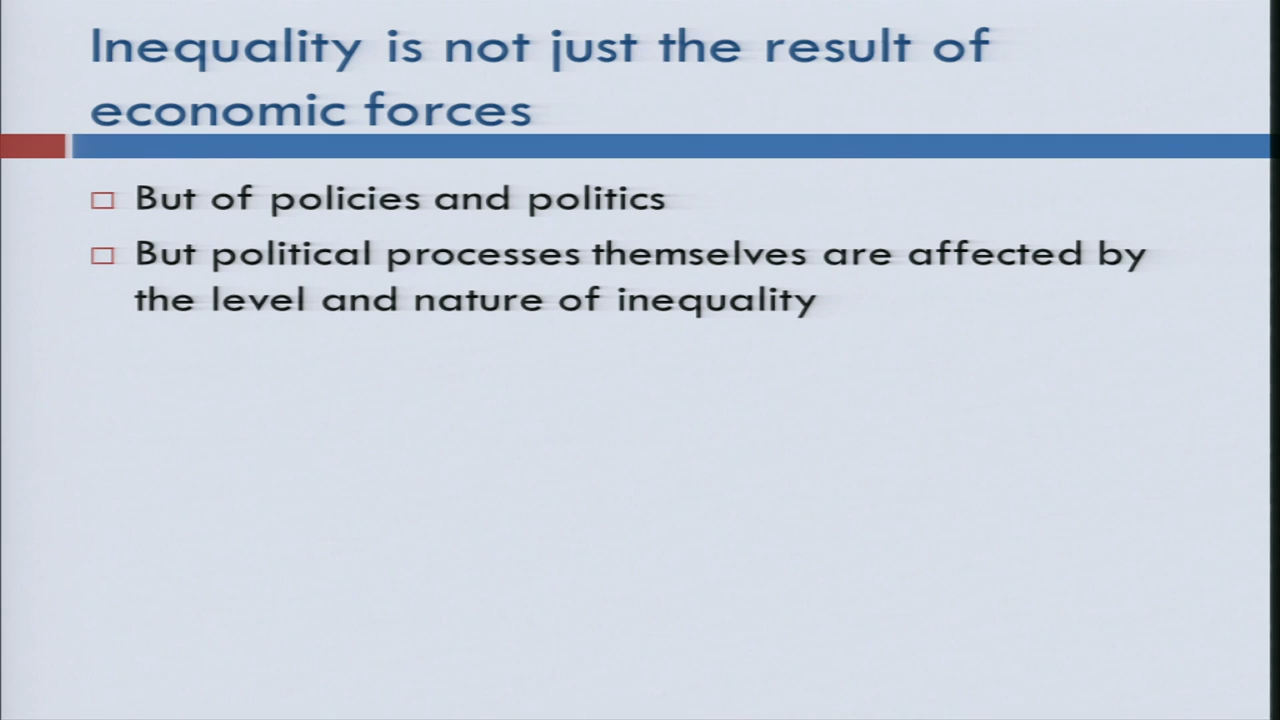 Inequality is not just the result of
economic forces
But of policies and politics
But political processes themselves are affected by
the level and nature of inequality